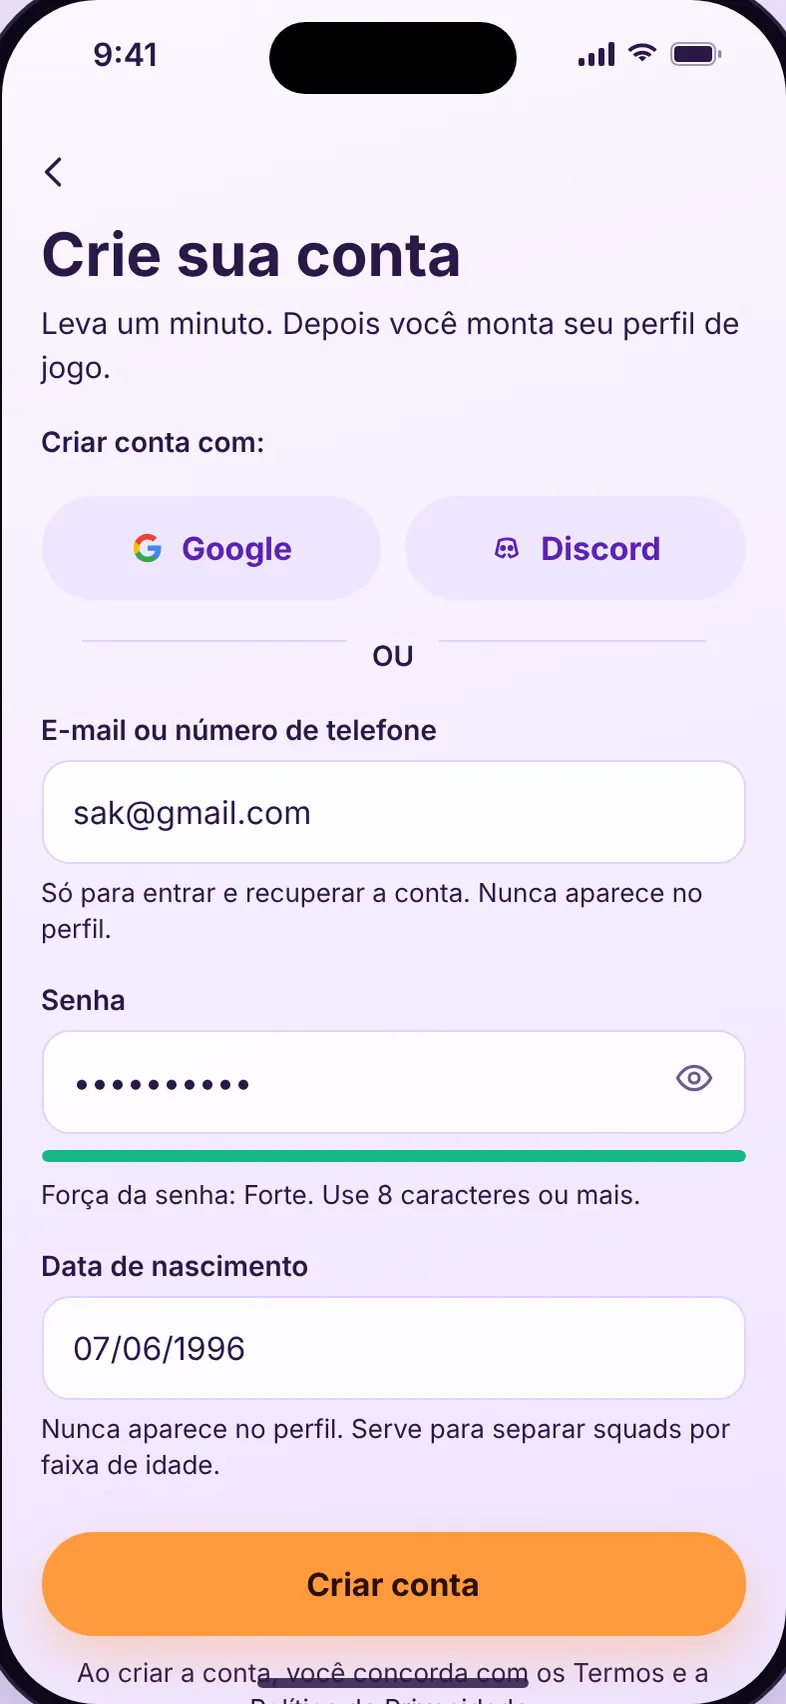 9:41
Crie sua conta
Leva um minuto. Depois você monta seu perfil de
jogo.
Criar conta com:
Google
Discord
OU
E-mail ou número de telefone
sak@gmail.com
Só para entrar e recuperar a conta. Nunca aparece no
perfil.
Senha
••••••••••
Força da senha: Forte. Use 8 caracteres ou mais.
Data de nascimento
07/06/1996
Nunca aparece no perfil. Serve para separar squads por
faixa de idade.
Criar conta
Ao criar a conta, você concorda com os Termos e a
Política de Privacidade